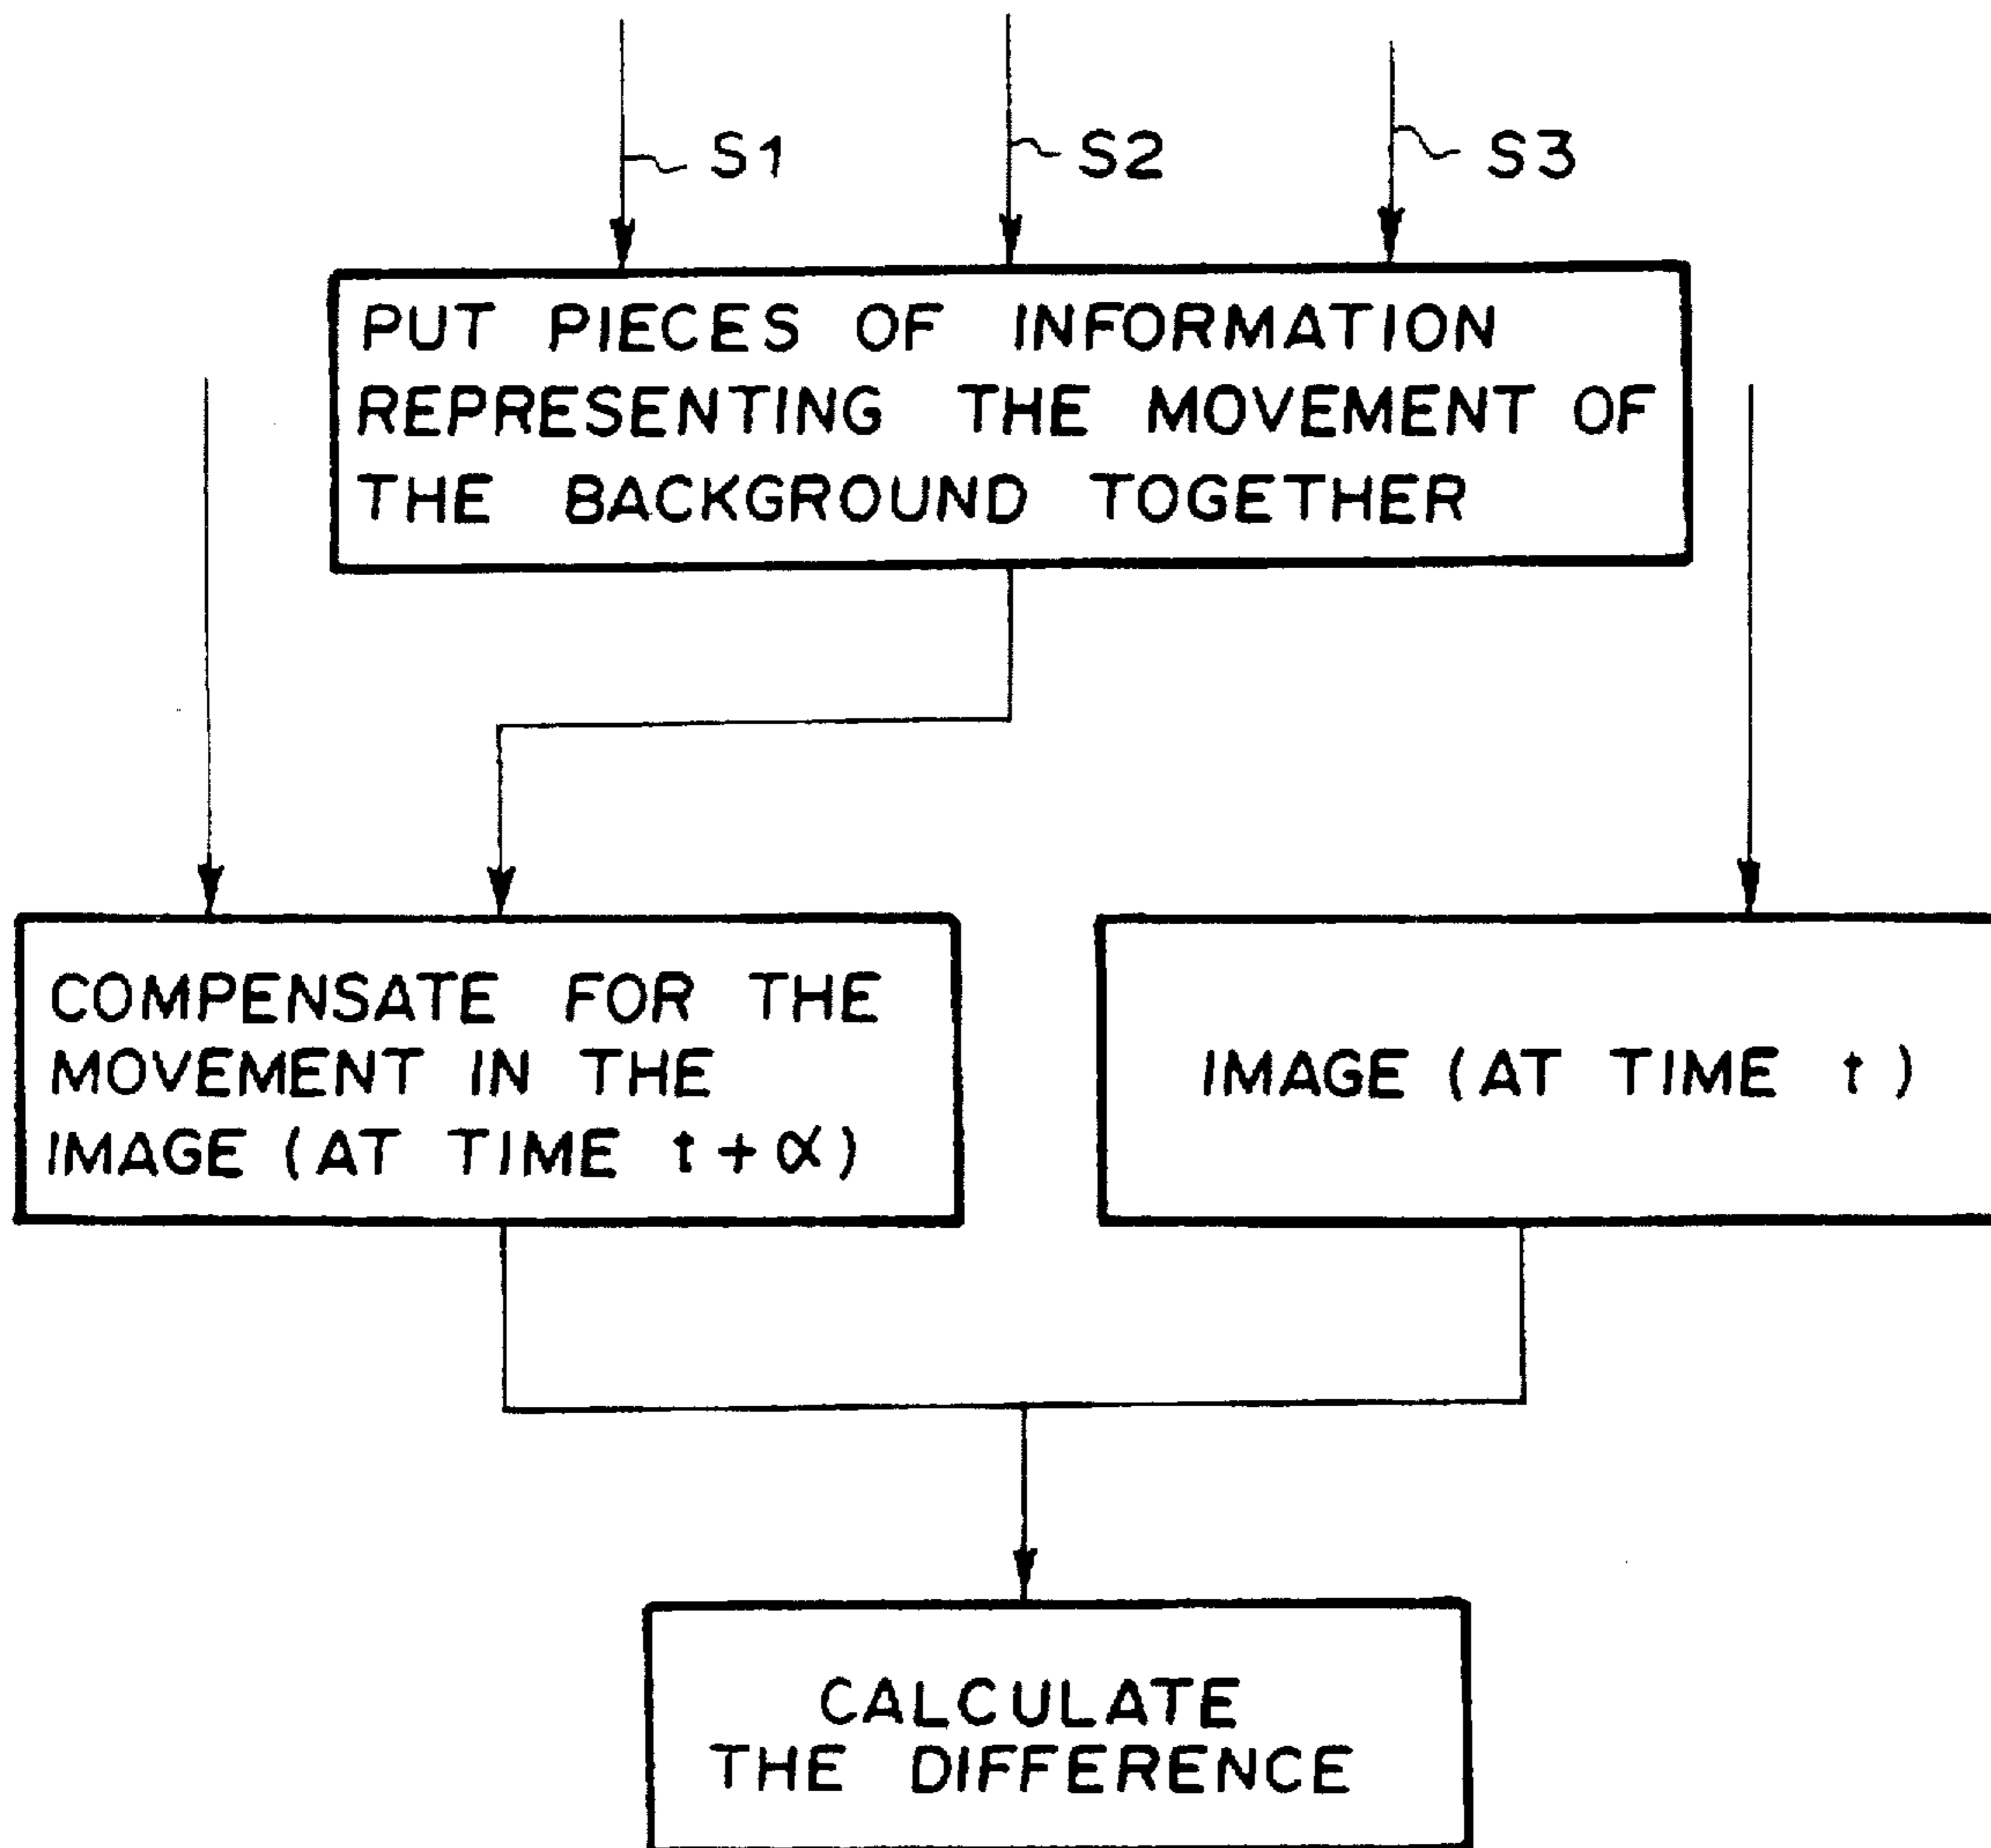 S1
S2
S3
PUT PIECES OF INFORMATION
REPRESENTING THE MOVEMENT OF
THE BACKGROUND TOGETHER
COMPENSATE FOR THE
MOVEMENT IN THE
IMAGE (AT TIME t+α)
IMAGE (AT TIME t)
CALCULATE
THE DIFFERENCE